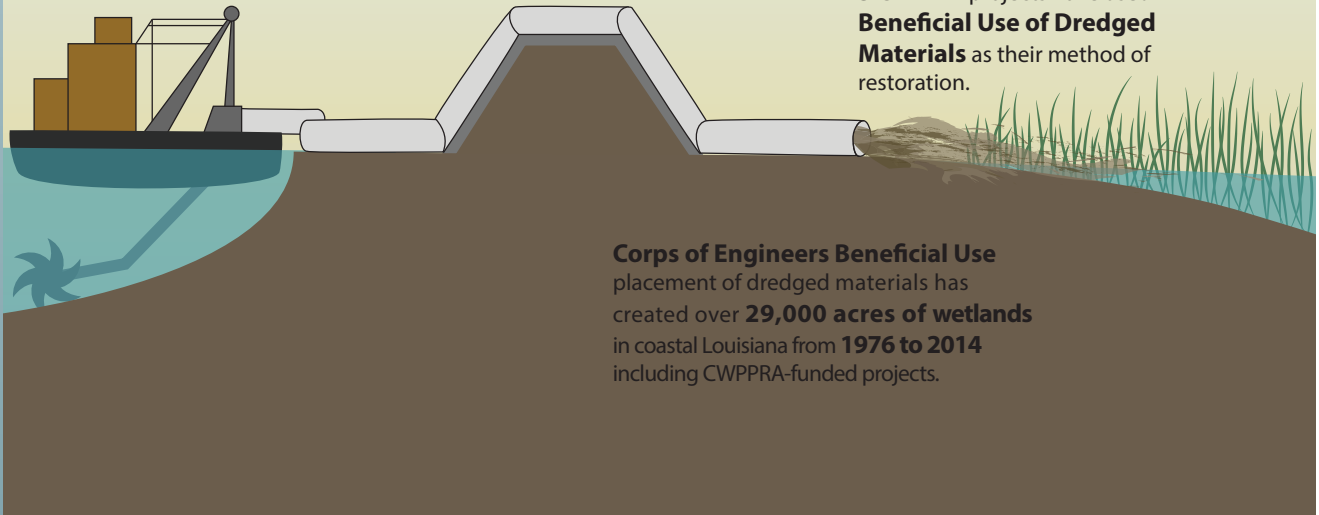 Beneficial Use of Dredged
Materials as their method of
restoration.
Corps of Engineers Beneficial Use
placement of dredged materials has
created over 29,000 acres of wetlands
in coastal Louisiana from 1976 to 2014
including CWPPRA-funded projects.